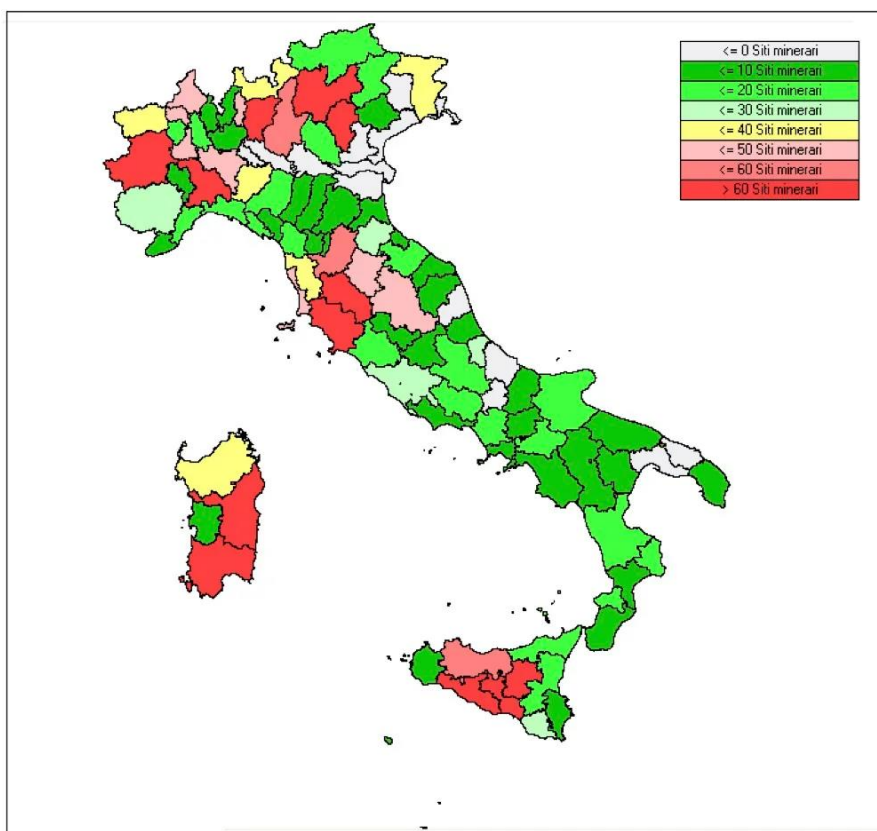 <= 0 Siti minerari
<= 10 Siti minerari
<= 20 Siti minerari
<= 30 Siti minerari
<= 40 Siti minerari
<= 50 Siti minerari
<= 60 Siti minerari
> 60 Siti minerari